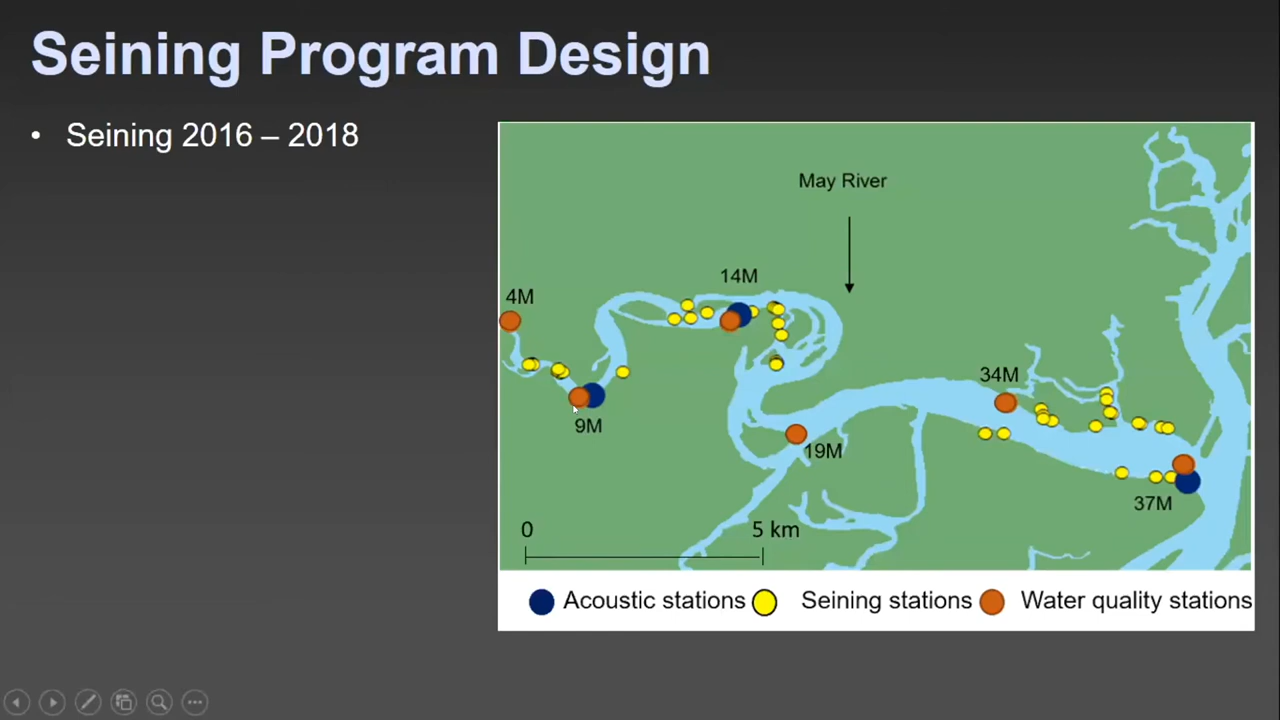 Seining Program Design
• Seining 2016 – 2018
May River
14M
4M
34M
9M
19M
37M
0 5 km
Acoustic stations Seining stations Water quality stations